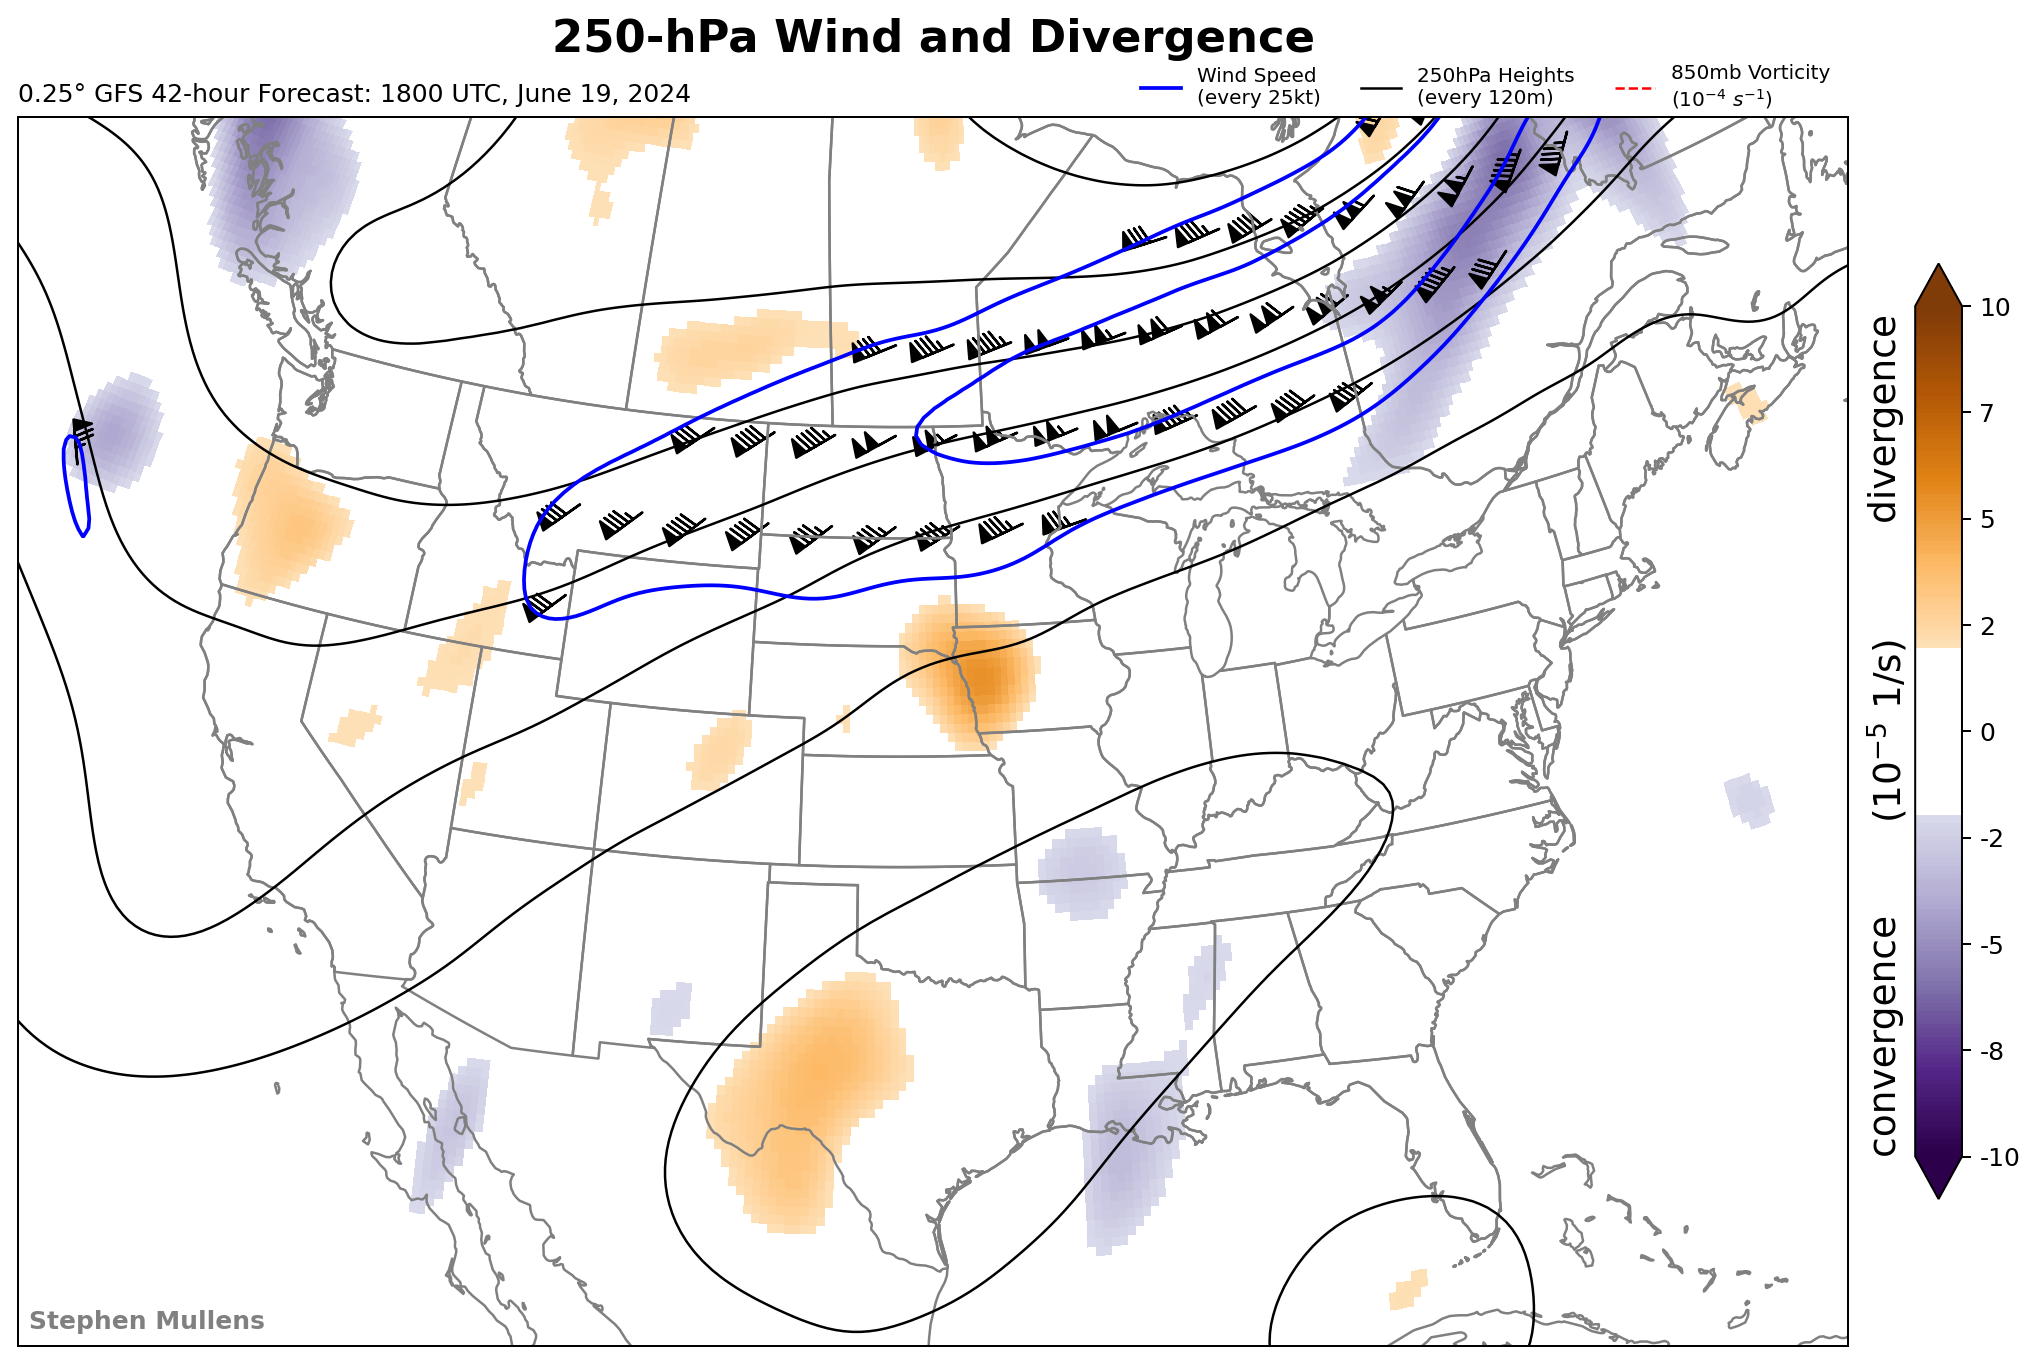 250-hPa Wind and Divergence
0.25° GFS 42-hour Forecast: 1800 UTC, June 19, 2024
Wind Speed
(every 25kt)
250hPa Heights
(every 120m)
850mb Vorticity
(10⁻⁴ s⁻¹)
10
7
5
2
0
-2
-5
-8
-10
convergence (10⁻⁵ 1/s) divergence
Stephen Mullens